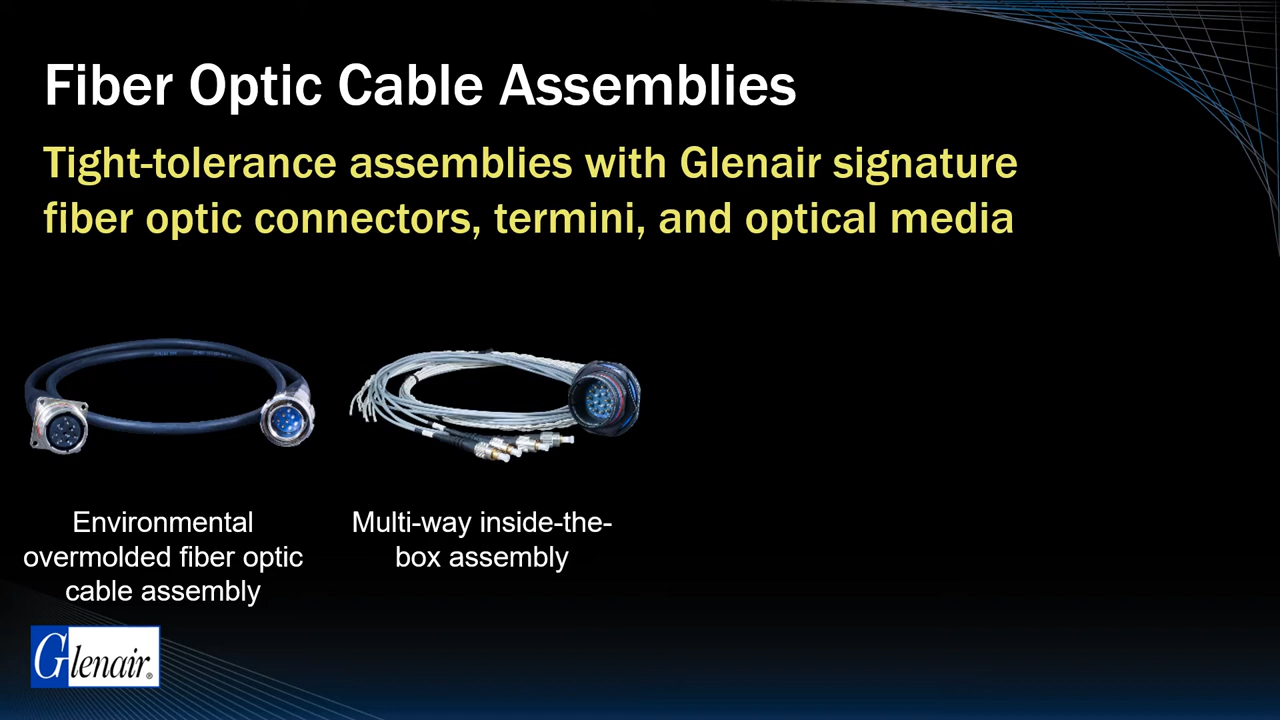 Fiber Optic Cable Assemblies
Tight-tolerance assemblies with Glenair signature
fiber optic connectors, termini, and optical media
Environmental
overmolded fiber optic
cable assembly
Multi-way inside-the-
box assembly
Glenair®